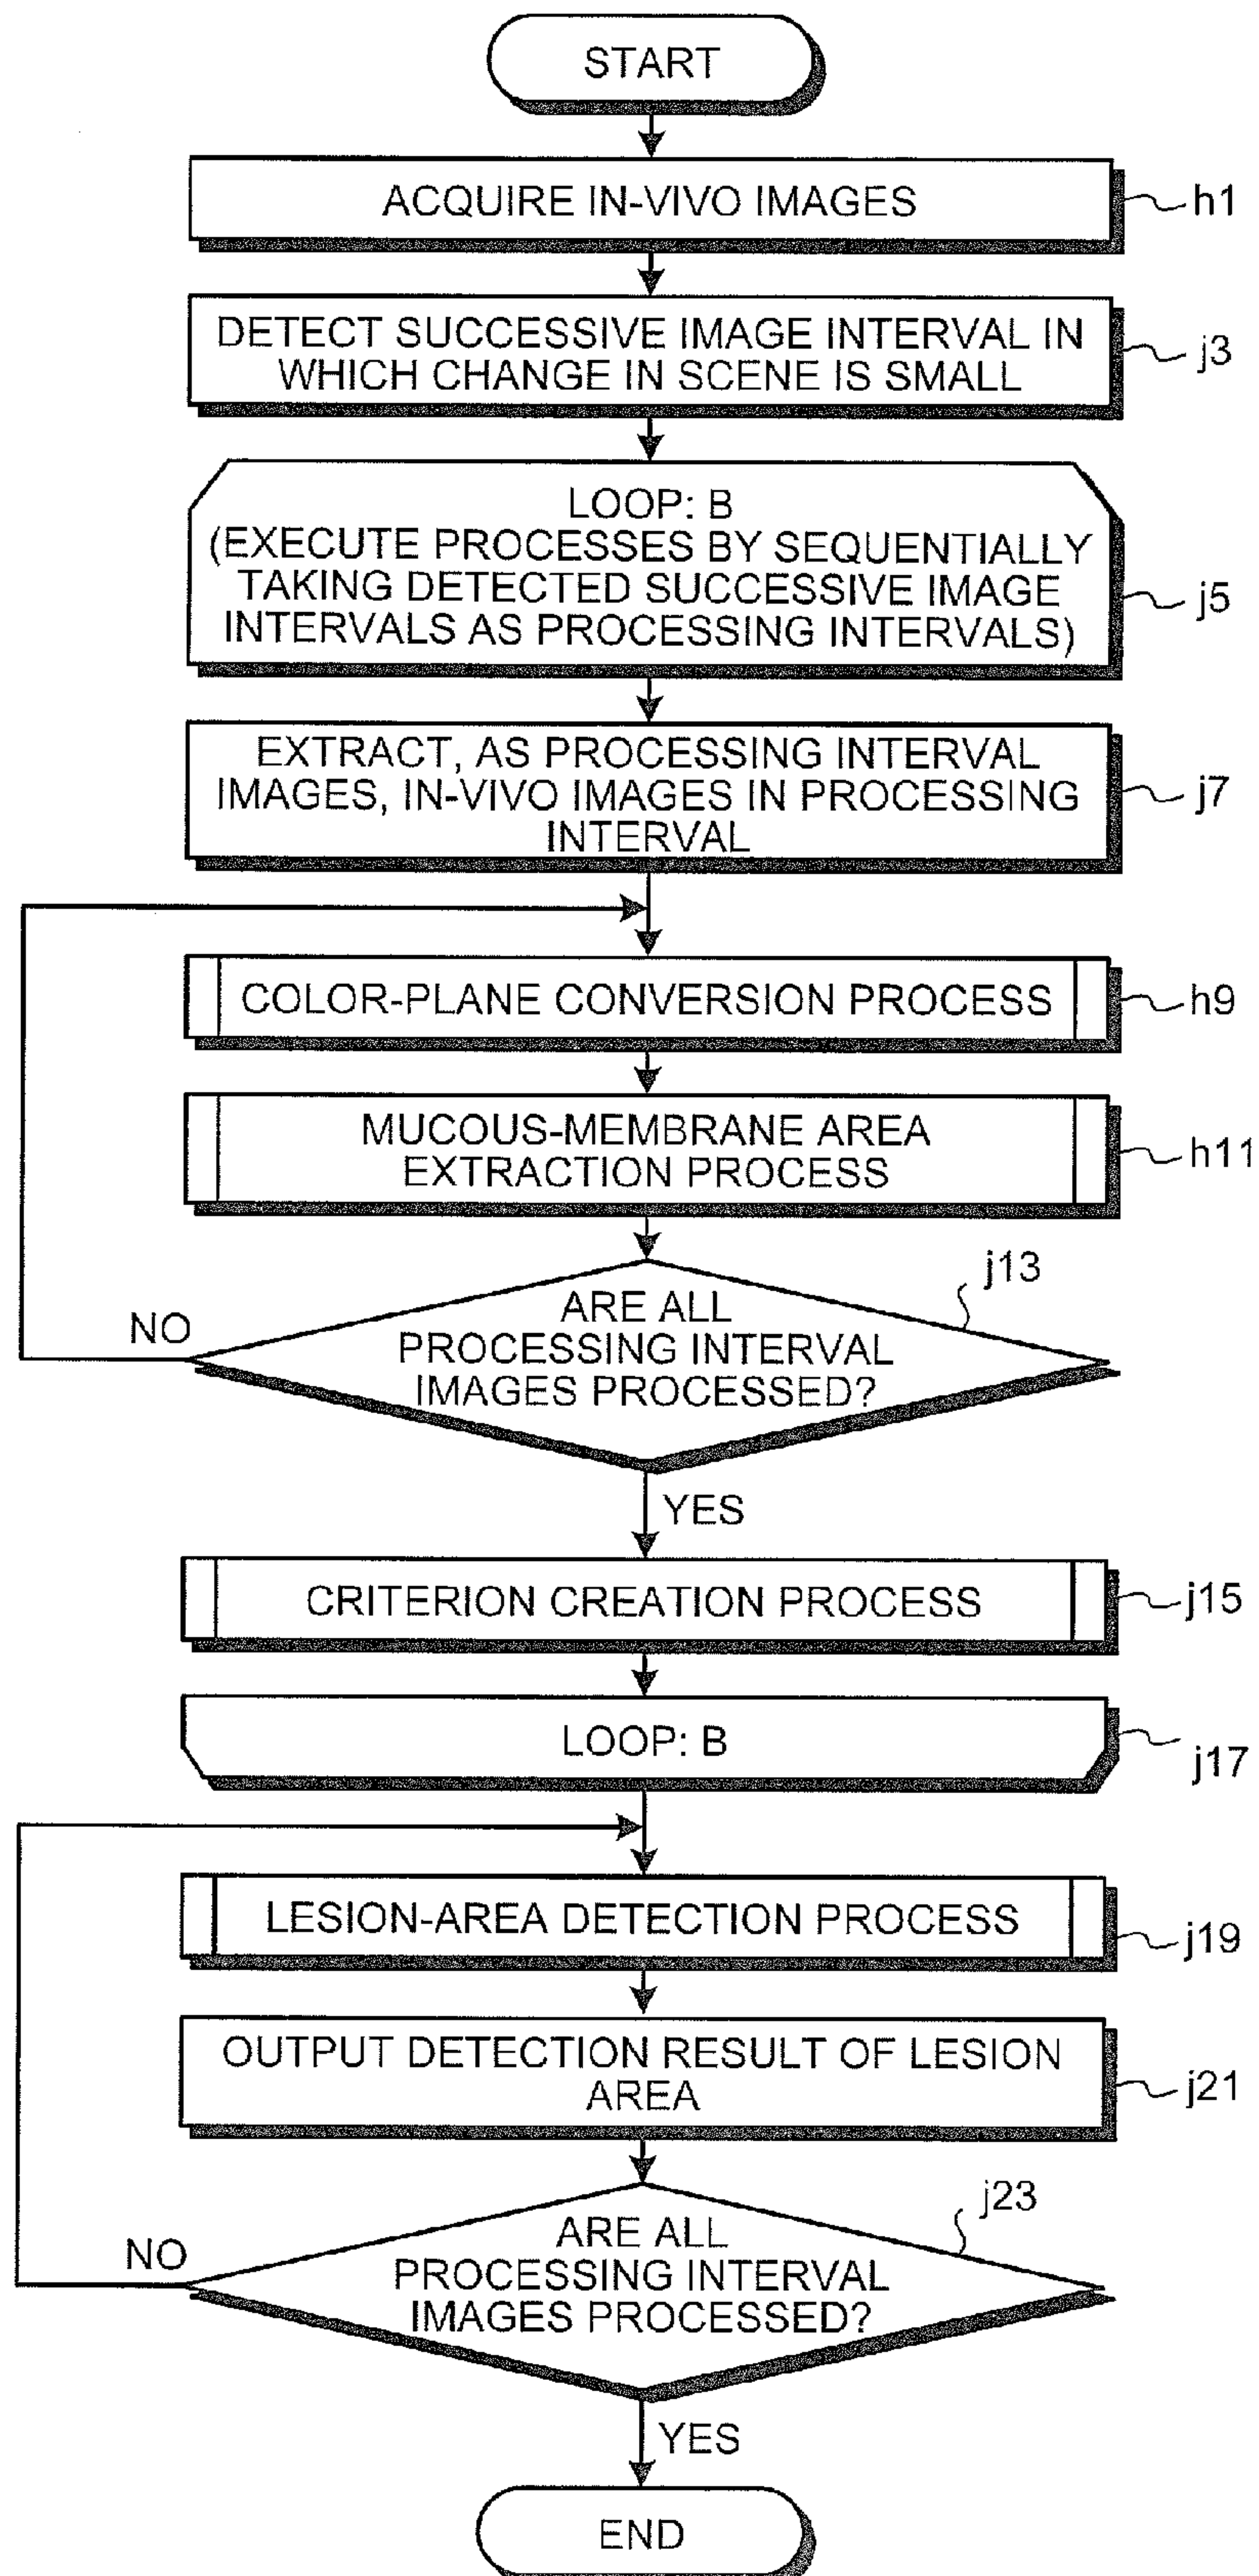 START
ACQUIRE IN-VIVO IMAGES
h1
DETECT SUCCESSIVE IMAGE INTERVAL IN
WHICH CHANGE IN SCENE IS SMALL
j3
LOOP: B
(EXECUTE PROCESSES BY SEQUENTIALLY
TAKING DETECTED SUCCESSIVE IMAGE
INTERVALS AS PROCESSING INTERVALS)
j5
EXTRACT, AS PROCESSING INTERVAL
IMAGES, IN-VIVO IMAGES IN PROCESSING
INTERVAL
j7
COLOR-PLANE CONVERSION PROCESS
h9
MUCOUS-MEMBRANE AREA
EXTRACTION PROCESS
h11
j13
ARE ALL
PROCESSING INTERVAL
IMAGES PROCESSED?
NO
YES
CRITERION CREATION PROCESS
j15
LOOP: B
j17
LESION-AREA DETECTION PROCESS
j19
OUTPUT DETECTION RESULT OF LESION
AREA
j21
j23
ARE ALL
PROCESSING INTERVAL
IMAGES PROCESSED?
NO
YES
END